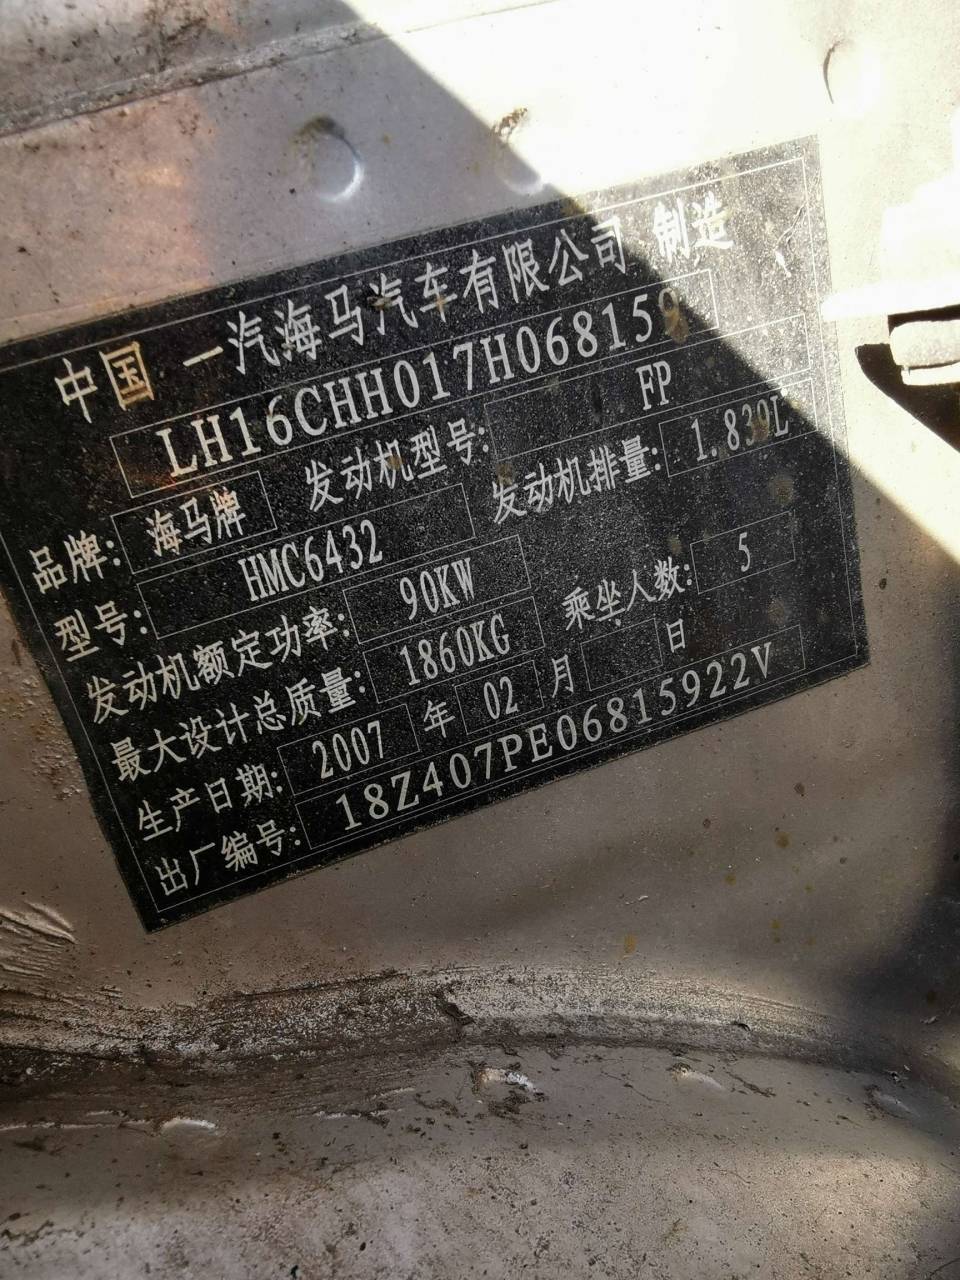 中国 一汽海马汽车有限公司 制造
LH16CHH017H068159
品牌: 海马牌 发动机型号: FP
型号: HMC6432 发动机排量: 1.839L
发动机额定功率: 90KW
最大设计总质量: 1860KG 乘坐人数: 5
生产日期: 2007 年 02 月 日
出厂编号: 18Z407PE06815922V